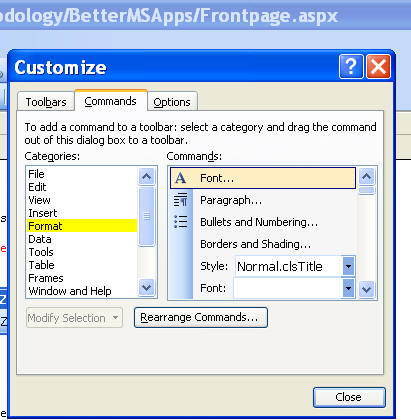 dology/BetterMSApps/Frontpage.aspx
Customize
Toolbars Commands Options
To add a command to a toolbar: select a category and drag the command
out of this dialog box to a toolbar.
Categories: Commands:
File
Edit
View
Insert
Format
Data
Tools
Table
Frames
Window and Help
Font...
Paragraph...
Bullets and Numbering...
Borders and Shading...
Style: Normal.clsTitle
Font:
Modify Selection Rearrange Commands...
Close